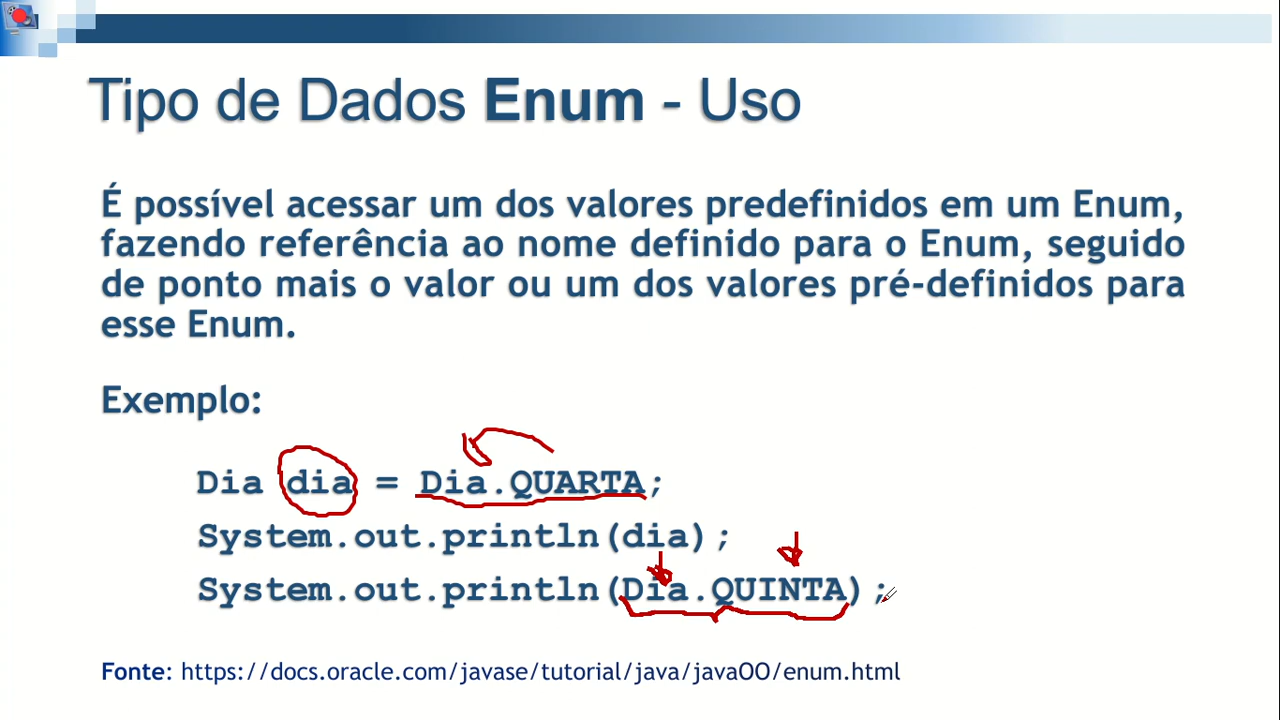 Tipo de Dados Enum - Uso
É possível acessar um dos valores predefinidos em um Enum,
fazendo referência ao nome definido para o Enum, seguido
de ponto mais o valor ou um dos valores pré-definidos para
esse Enum.
Exemplo:
Dia dia = Dia.QUARTA;
System.out.println(dia);
System.out.println(Dia.QUINTA);
Fonte: https://docs.oracle.com/javase/tutorial/java/javaOO/enum.html